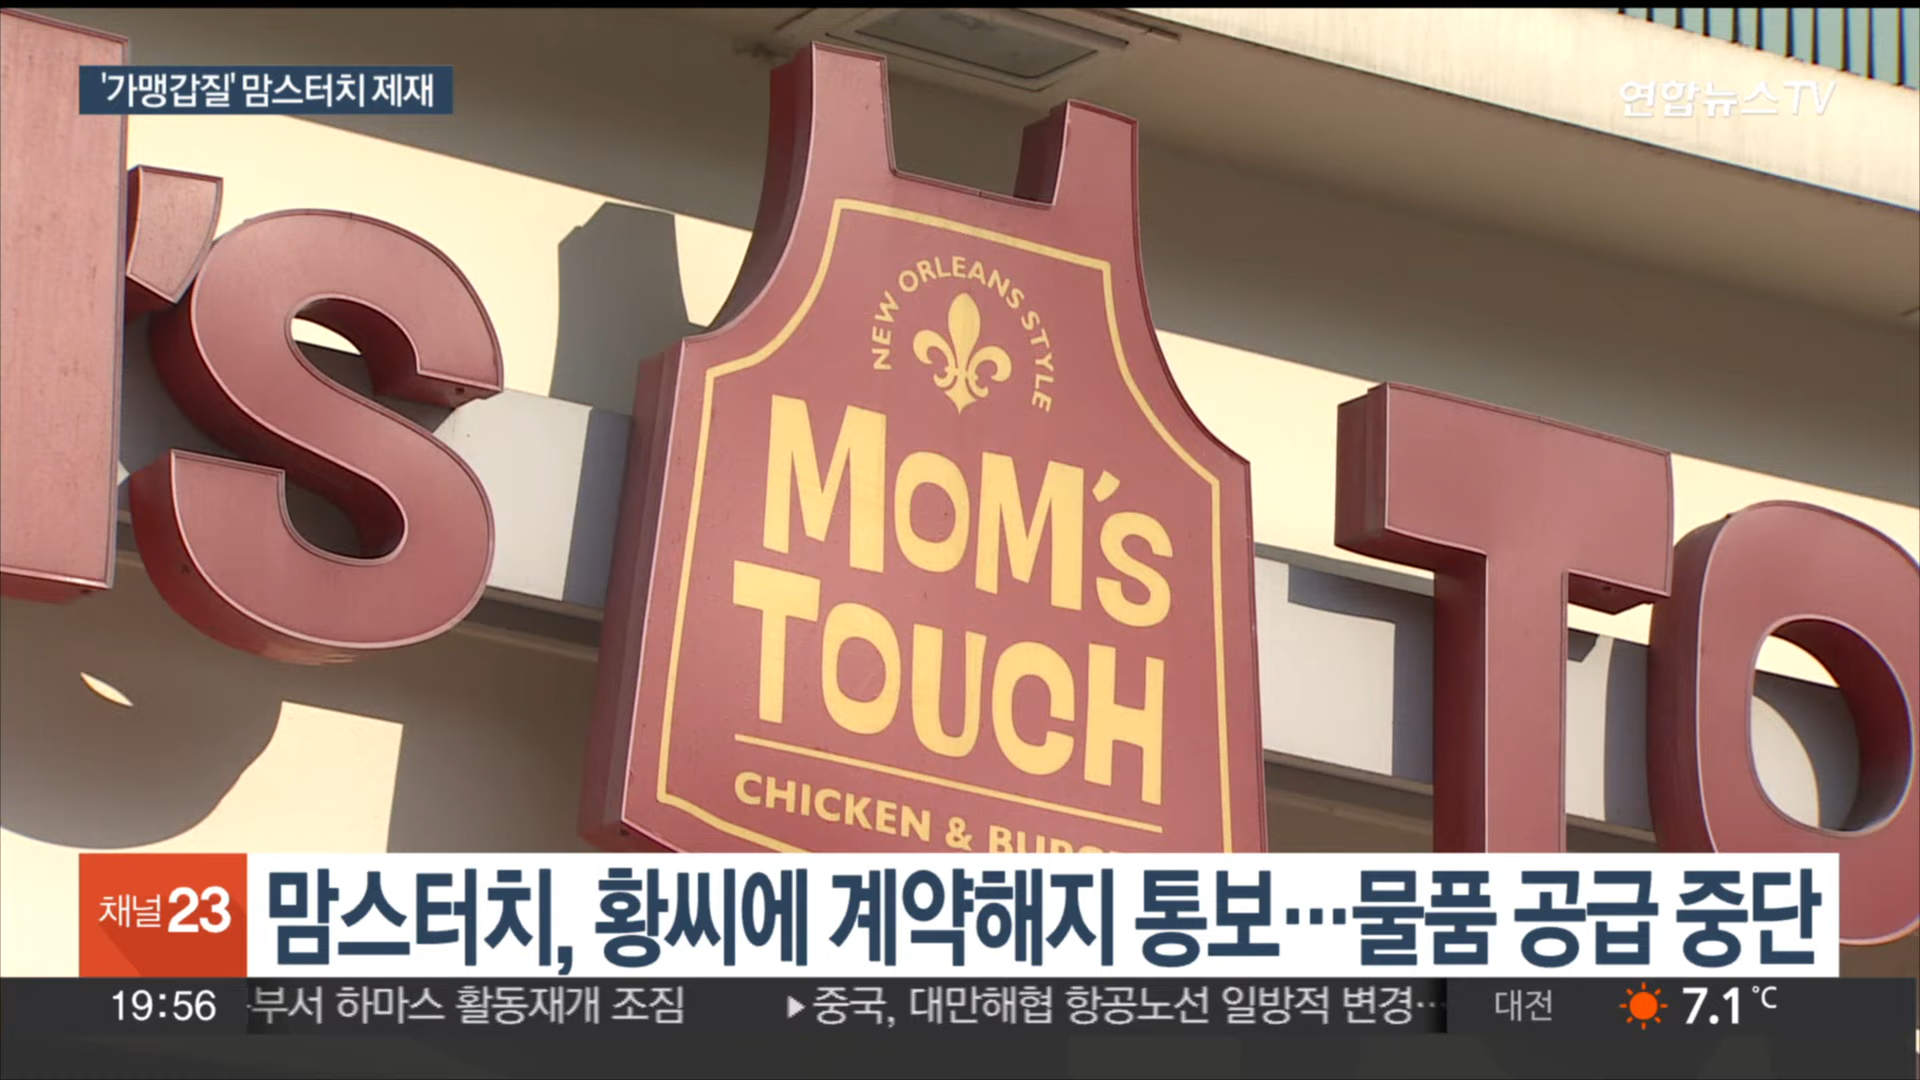 '가맹갑질' 맘스터치 제재
연합뉴스TV
's
NEW ORLEANS STYLE
MOM'S
TOUCH
CHICKEN &
TO
채널 23
맘스터치, 황씨에 계약해지 통보…물품 공급 중단
19:56 부서 하마스 활동재개 조짐 ▶중국, 대만해협 항공노선 일방적 변경… 대전 7.1℃